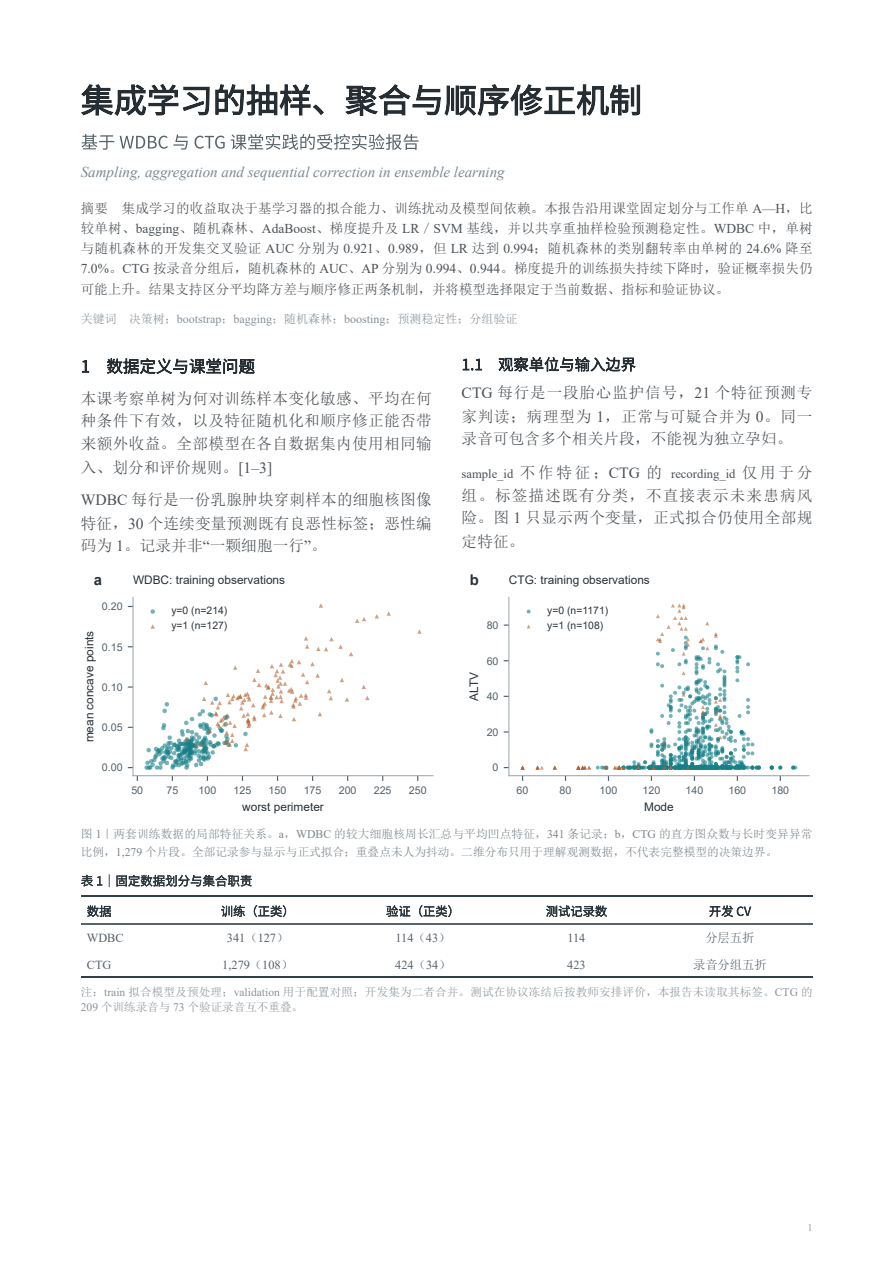 集成学习的抽样、聚合与顺序修正机制
基于 WDBC 与 CTG 课堂实践的受控实验报告
Sampling, aggregation and sequential correction in ensemble learning
摘要　集成学习的收益取决于基学习器的拟合能力、训练扰动及模型间依赖。本报告沿用课堂固定划分与工作单 A—H，比
较单树、bagging、随机森林、AdaBoost、梯度提升及 LR / SVM 基线，并以共享重抽样检验预测稳定性。WDBC 中，单树
与随机森林的开发集交叉验证 AUC 分别为 0.921、0.989，但 LR 达到 0.994；随机森林的类别翻转率由单树的 24.6% 降至
7.0%。CTG 按录音分组后，随机森林的 AUC、AP 分别为 0.994、0.944。梯度提升的训练损失持续下降时，验证概率损失仍
可能上升。结果支持区分平均降方差与顺序修正两条机制，并将模型选择限定于当前数据、指标和验证协议。
关键词　决策树；bootstrap；bagging；随机森林；boosting；预测稳定性；分组验证
1　数据定义与课堂问题
本课考察单树为何对训练样本变化敏感、平均在何
种条件下有效，以及特征随机化和顺序修正能否带
来额外收益。全部模型在各自数据集内使用相同输
入、划分和评价规则。[1–3]
WDBC 每行是一份乳腺肿块穿刺样本的细胞核图像
特征，30 个连续变量预测既有良恶性标签；恶性编
码为 1。记录并非“一颗细胞一行”。
1.1　观察单位与输入边界
CTG 每行是一段胎心监护信号，21 个特征预测专
家判读；病理型为 1，正常与可疑合并为 0。同一
录音可包含多个相关片段，不能视为独立孕妇。
sample_id 不作特征；CTG 的 recording_id 仅用于分
组。标签描述既有分类，不直接表示未来患病风
险。图 1 只显示两个变量，正式拟合仍使用全部规
定特征。
a WDBC: training observations
y=0 (n=214)
y=1 (n=127)
mean concave points
0.20
0.15
0.10
0.05
0.00
50 75 100 125 150 175 200 225 250
worst perimeter
b CTG: training observations
y=0 (n=1171)
y=1 (n=108)
ALTV
80
60
40
20
0
60 80 100 120 140 160 180
Mode
图 1｜两套训练数据的局部特征关系。a，WDBC 的较大细胞核周长汇总与平均凹点特征，341 条记录；b，CTG 的直方图众数与长时变异异常
比例，1,279 个片段。全部记录参与显示与正式拟合；重叠点未人为抖动。二维分布只用于理解观测数据，不代表完整模型的决策边界。
表 1｜固定数据划分与集合职责
数据 训练（正类） 验证（正类） 测试记录数 开发 CV
WDBC 341（127） 114（43） 114 分层五折
CTG 1,279（108） 424（34） 423 录音分组五折
注：train 拟合模型及预处理；validation 用于配置对照；开发集为二者合并。测试在协议冻结后按教师安排评价，本报告未读取其标签。CTG 的
209 个训练录音与 73 个验证录音互不重叠。
1